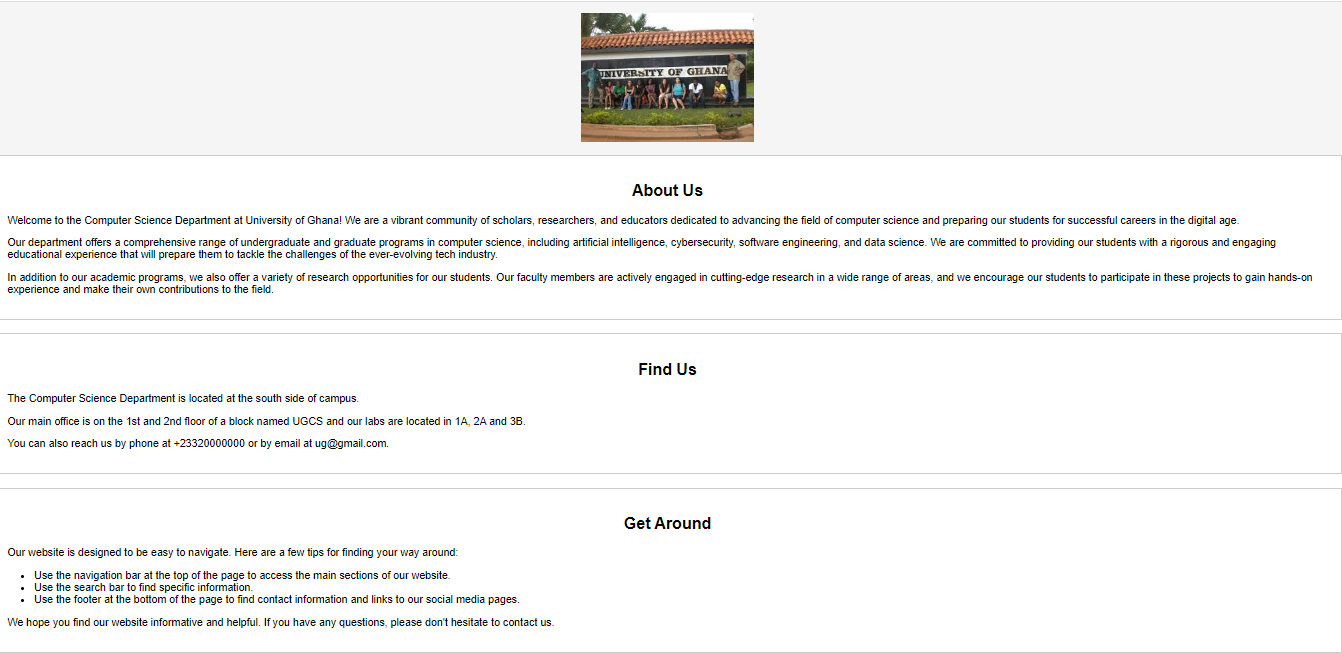 UNIVERSITY OF GHANA
About Us
Welcome to the Computer Science Department at University of Ghana! We are a vibrant community of scholars, researchers, and educators dedicated to advancing the field of computer science and preparing our students for successful careers in the digital age.
Our department offers a comprehensive range of undergraduate and graduate programs in computer science, including artificial intelligence, cybersecurity, software engineering, and data science. We are committed to providing our students with a rigorous and engaging
educational experience that will prepare them to tackle the challenges of the ever-evolving tech industry.
In addition to our academic programs, we also offer a variety of research opportunities for our students. Our faculty members are actively engaged in cutting-edge research in a wide range of areas, and we encourage our students to participate in these projects to gain hands-on
experience and make their own contributions to the field.
Find Us
The Computer Science Department is located at the south side of campus.
Our main office is on the 1st and 2nd floor of a block named UGCS and our labs are located in 1A, 2A and 3B.
You can also reach us by phone at +23320000000 or by email at ug@gmail.com.
Get Around
Our website is designed to be easy to navigate. Here are a few tips for finding your way around:
• Use the navigation bar at the top of the page to access the main sections of our website.
• Use the search bar to find specific information.
• Use the footer at the bottom of the page to find contact information and links to our social media pages.
We hope you find our website informative and helpful. If you have any questions, please don't hesitate to contact us.